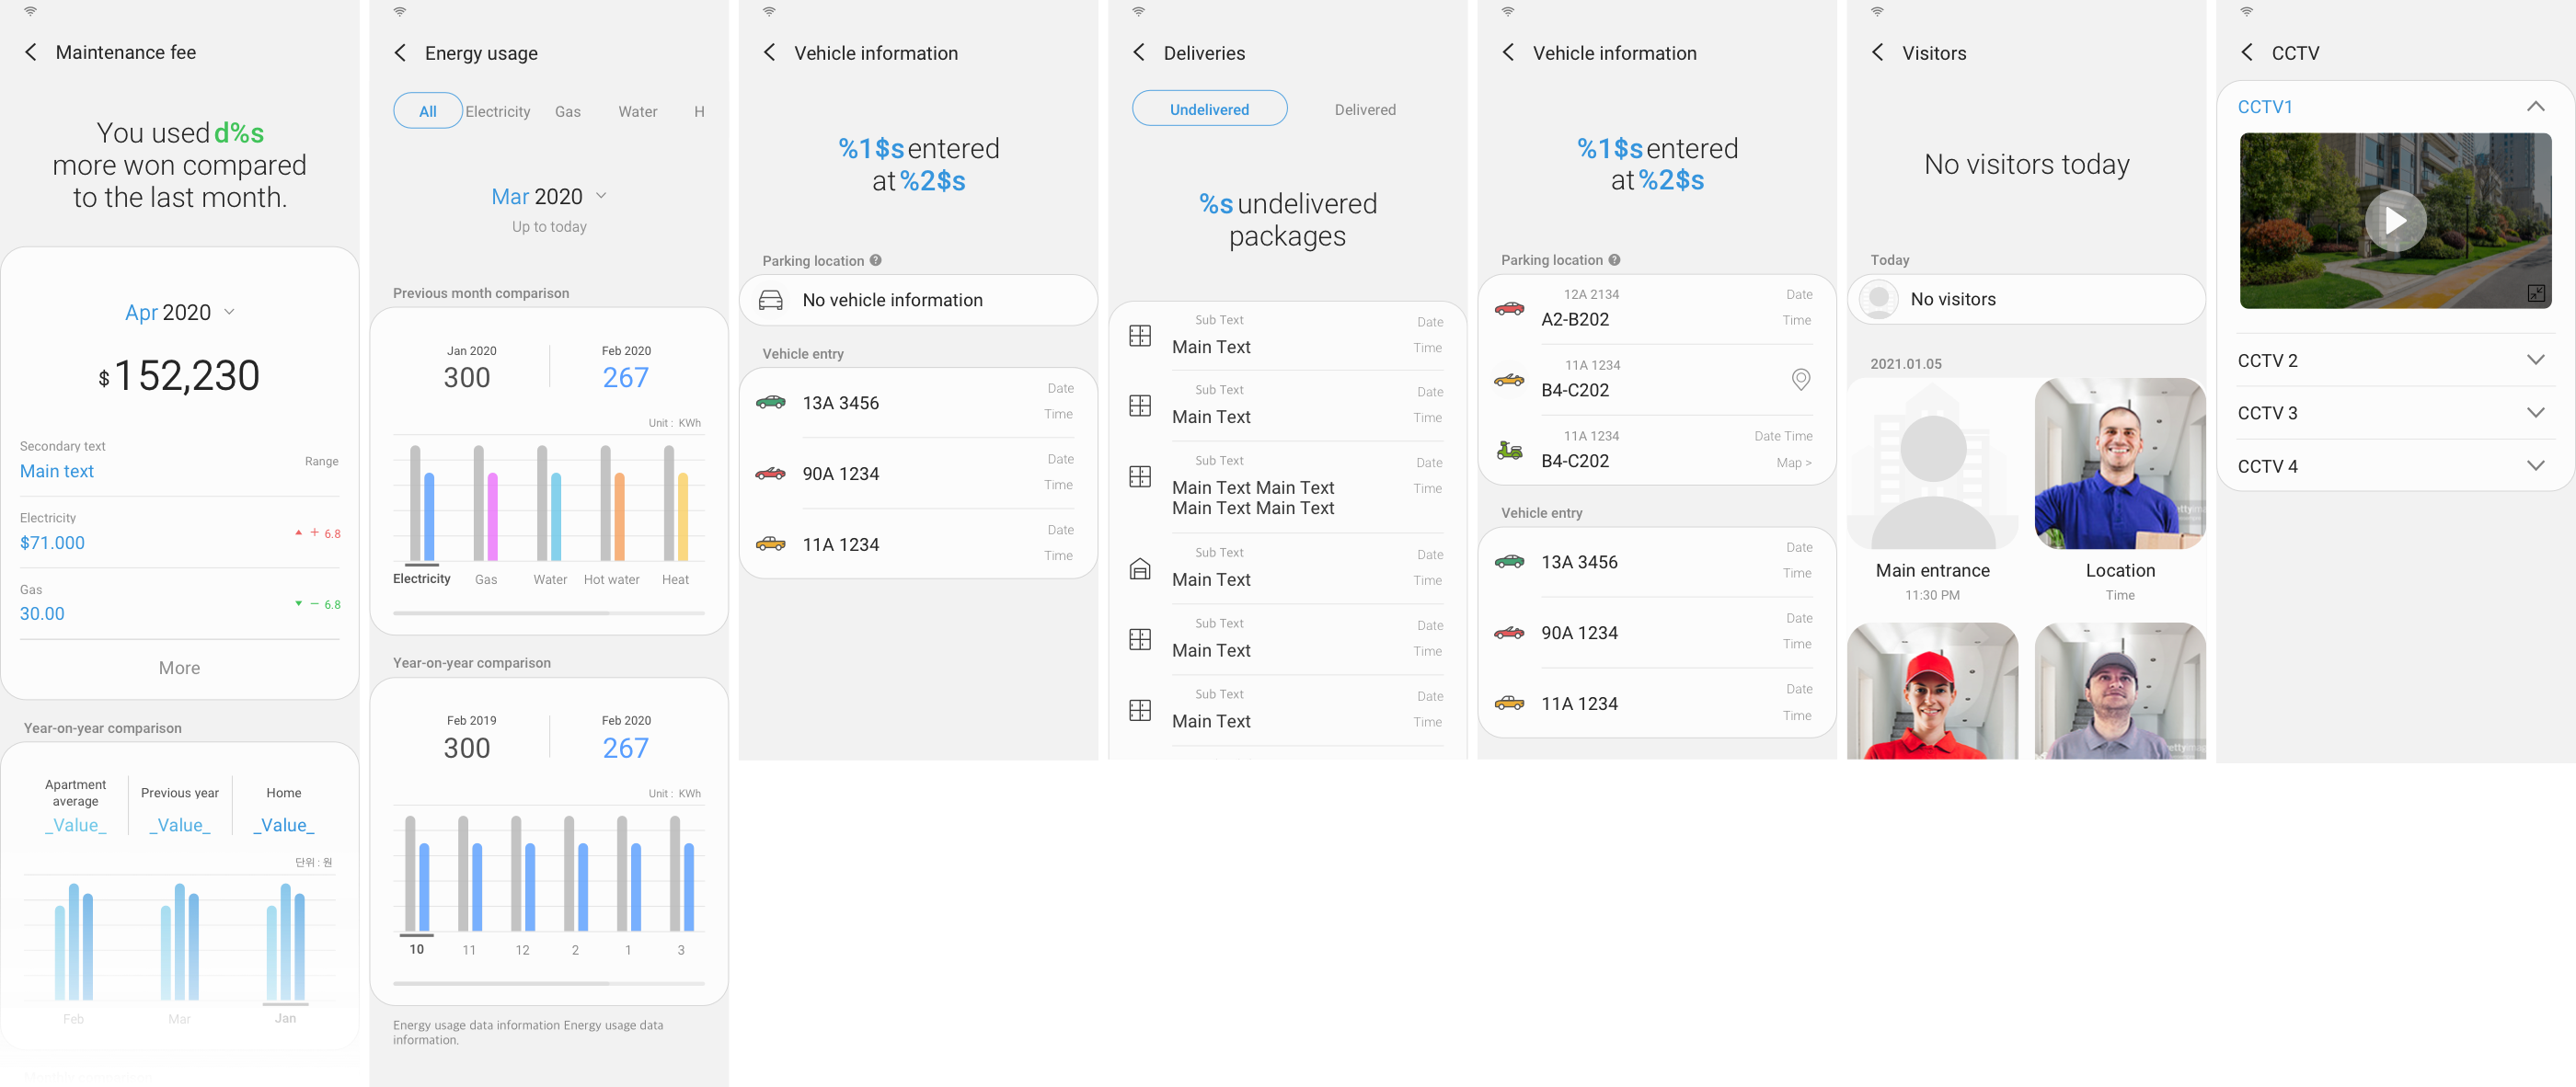 Maintenance fee
You used d%s
more won compared
to the last month.
Apr 2020
$152,230
Secondary text
Main text
Range
Electricity
$71.000
+ 6.8
Gas
30.00
− 6.8
More
Year-on-year comparison
Apartment
average
_Value_
Previous year
_Value_
Home
_Value_
단위 : 원
Feb
Mar
Jan
Energy usage
All
Electricity
Gas
Water
H
Mar 2020
Up to today
Previous month comparison
Jan 2020
300
Feb 2020
267
Unit : KWh
Electricity
Gas
Water
Hot water
Heat
Year-on-year comparison
Feb 2019
300
Feb 2020
267
Unit : KWh
10
11
12
2
1
3
Energy usage data information Energy usage data
information.
Vehicle information
%1$s entered
at %2$s
Parking location ?
No vehicle information
Vehicle entry
13A 3456
Date
Time
90A 1234
Date
Time
11A 1234
Date
Time
Deliveries
Undelivered
Delivered
%s undelivered
packages
Sub Text
Main Text
Date
Time
Sub Text
Main Text
Date
Time
Sub Text
Main Text Main Text
Main Text Main Text
Date
Time
Sub Text
Main Text
Date
Time
Sub Text
Main Text
Date
Time
Sub Text
Main Text
Date
Time
Vehicle information
%1$s entered
at %2$s
Parking location ?
12A 2134
A2-B202
Date
Time
11A 1234
B4-C202
11A 1234
B4-C202
Date Time
Map >
Vehicle entry
13A 3456
Date
Time
90A 1234
Date
Time
11A 1234
Date
Time
Visitors
No visitors today
Today
No visitors
2021.01.05
Main entrance
11:30 PM
Location
Time
CCTV
CCTV1
CCTV 2
CCTV 3
CCTV 4